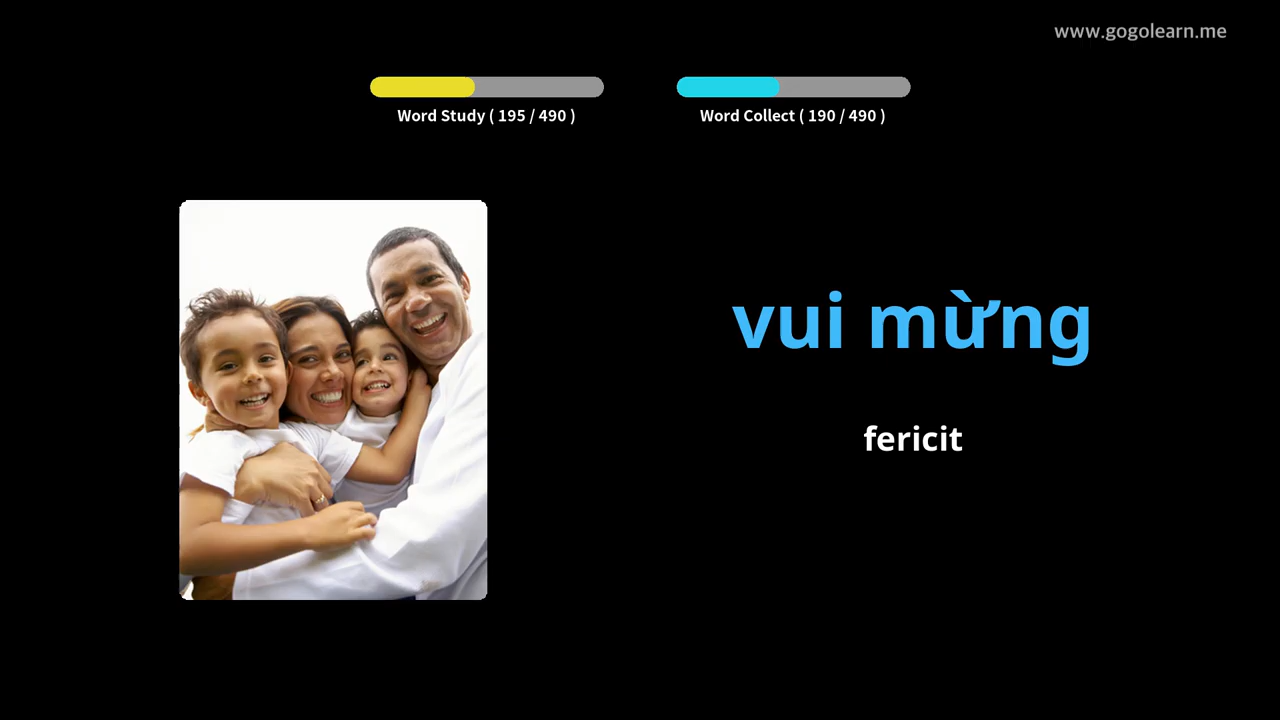 www.gogolearn.me
Word Study ( 195 / 490 )
Word Collect ( 190 / 490 )
vui mừng
fericit